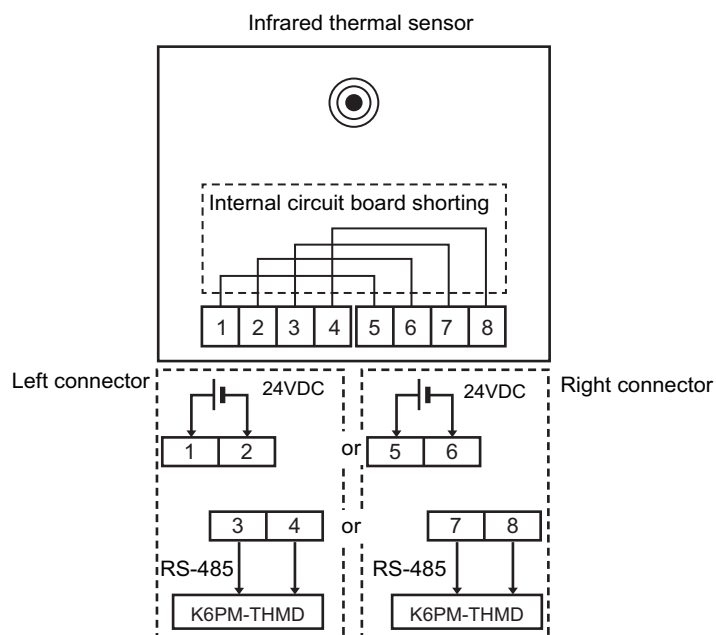 Infrared thermal sensor
Internal circuit board shorting
1 2 3 4 5 6 7 8
Left connector
24VDC
24VDC
Right connector
1 2
or
5 6
3 4
or
7 8
RS-485
RS-485
K6PM-THMD
K6PM-THMD